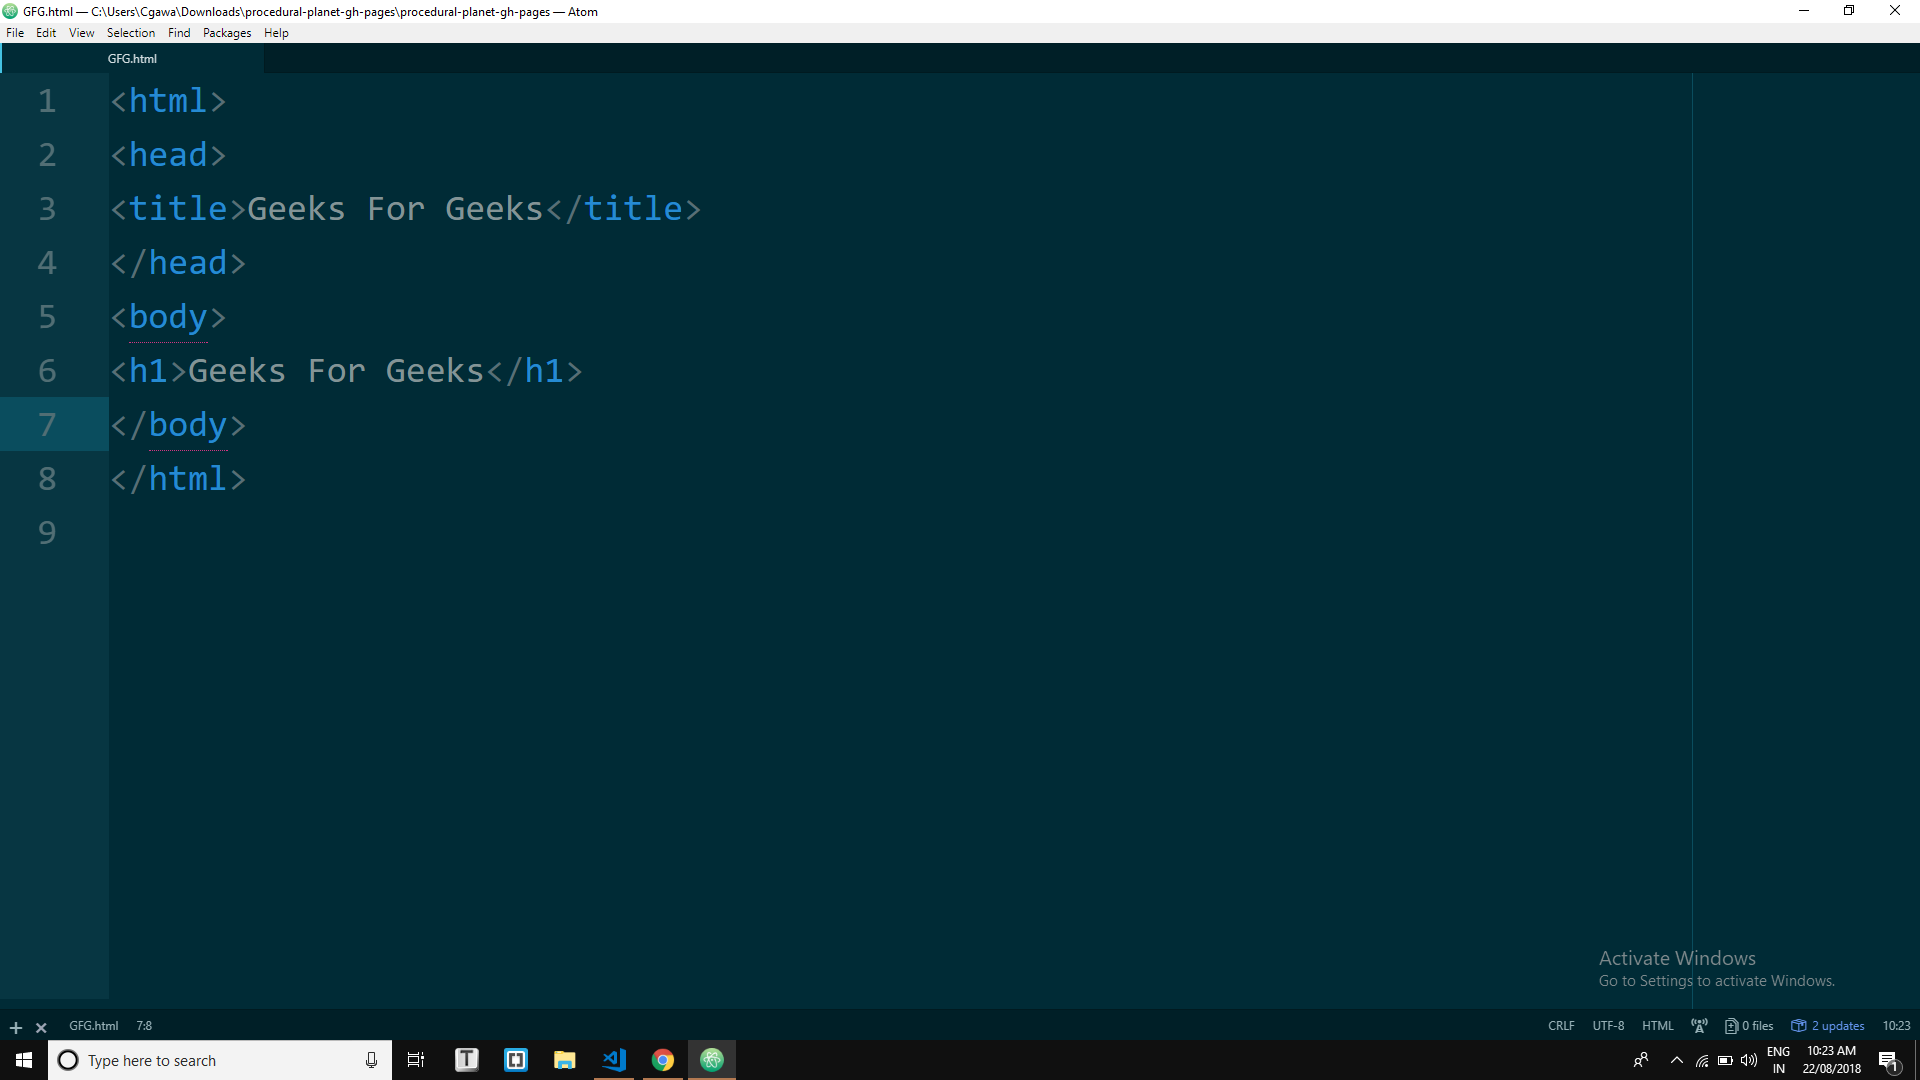 GFG.html — C:\Users\Cgawa\Downloads\procedural-planet-gh-pages\procedural-planet-gh-pages — Atom
File Edit View Selection Find Packages Help
GFG.html
1 <html>
2 <head>
3 <title>Geeks For Geeks</title>
4 </head>
5 <body>
6 <h1>Geeks For Geeks</h1>
7 </body>
8 </html>
9
Activate Windows
Go to Settings to activate Windows.
GFG.html 7:8 CRLF UTF-8 HTML 0 files 2 updates 10:23
Type here to search T ENG 10:23 AM
IN 22/08/2018 1